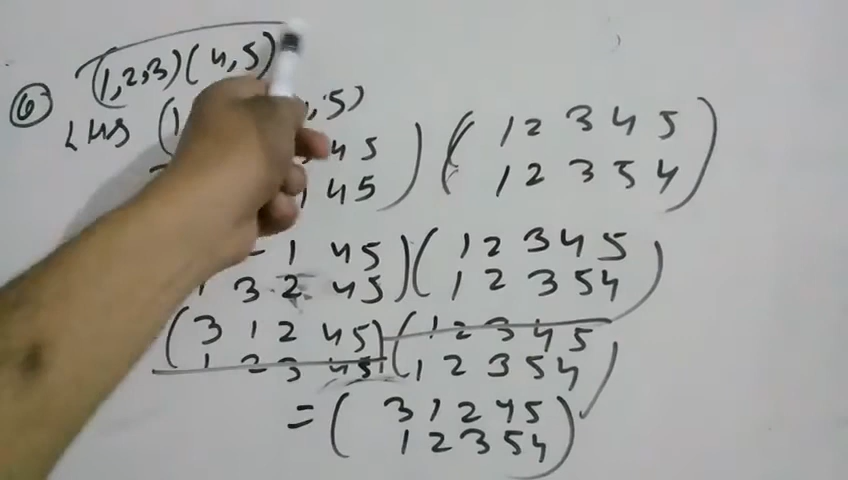 6 (1,2,3)(4,5)
LHS ( ,5)
4 5 ) ( 1 2 3 4 5
1 4 5 ) ( 1 2 3 5 4 )
1 4 5 ) ( 1 2 3 4 5
1 3 2 4 5 ) ( 1 2 3 5 4 )
( 3 1 2 4 5 ) ( 1 2 3 4 5
1 2 3 4 5 ) ( 1 2 3 5 4 )
= ( 3 1 2 4 5
1 2 3 5 4 )